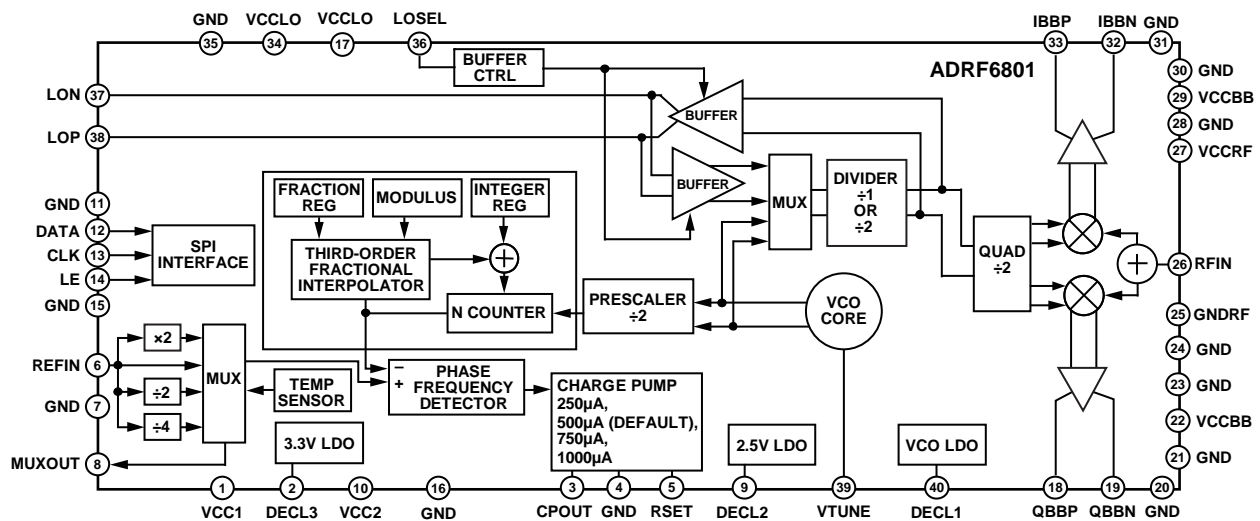 GND VCCLO VCCLO LOSEL IBBP IBBN GND
35 34 17 36 33 32 31
ADRF6801
BUFFER
CTRL
30 GND
29 VCCBB
28 GND
27 VCCRF
LON 37
LOP 38
BUFFER
BUFFER
MUX
DIVIDER
÷1
OR
÷2
FRACTION
REG
MODULUS
INTEGER
REG
THIRD-ORDER
FRACTIONAL
INTERPOLATOR
+
N COUNTER
GND 11
DATA 12
CLK 13
LE 14
GND 15
SPI
INTERFACE
PRESCALER
÷2
VCO
CORE
QUAD
÷2
+
26 RFIN
25 GNDRF
24 GND
23 GND
22 VCCBB
21 GND
REFIN 6
GND 7
MUXOUT 8
×2
÷2
÷4
MUX
TEMP
SENSOR
–
+
PHASE
FREQUENCY
DETECTOR
CHARGE PUMP
250µA,
500µA (DEFAULT),
750µA,
1000µA
3.3V LDO
2.5V LDO
VCO LDO
1 2 10 16 3 4 5 9 39 40 18 19 20
VCC1 DECL3 VCC2 GND CPOUT GND RSET DECL2 VTUNE DECL1 QBBP QBBN GND